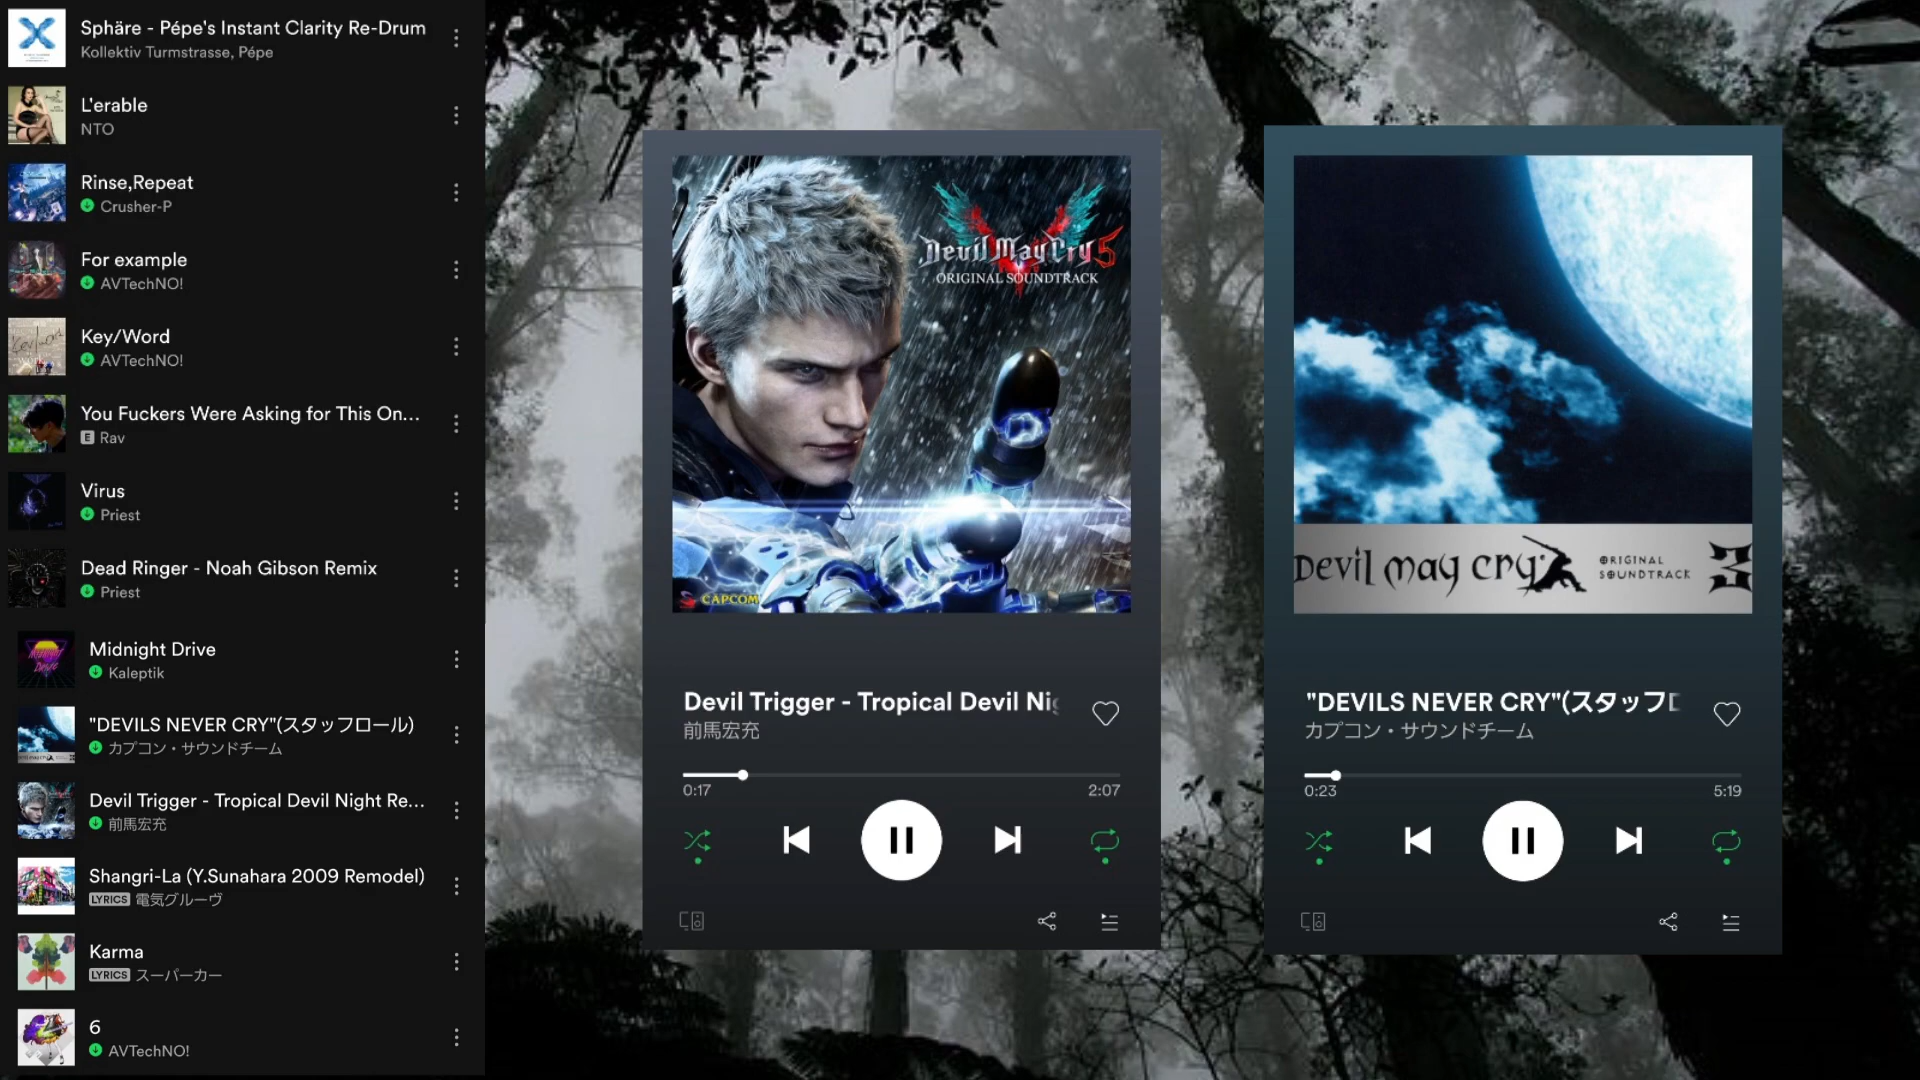 Sphäre - Pépe's Instant Clarity Re-Drum
Kollektiv Turmstrasse, Pépe
L'erable
NTO
Rinse,Repeat
Crusher-P
For example
AVTechNO!
Key/Word
AVTechNO!
You Fuckers Were Asking for This On...
E Rav
Virus
Priest
Dead Ringer - Noah Gibson Remix
Priest
Midnight Drive
Kaleptik
"DEVILS NEVER CRY"(スタッフロール)
カプコン・サウンドチーム
Devil Trigger - Tropical Devil Night Re...
前馬宏充
Shangri-La (Y.Sunahara 2009 Remodel)
LYRICS 電気グルーヴ
Karma
LYRICS スーパーカー
6
AVTechNO!
Devil May Cry 5
ORIGINAL SOUNDTRACK
CAPCOM
Devil Trigger - Tropical Devil Nig
前馬宏充
0:17
2:07
Devil may cry 3
ORIGINAL
SOUNDTRACK
"DEVILS NEVER CRY"(スタッフロ
カプコン・サウンドチーム
0:23
5:19